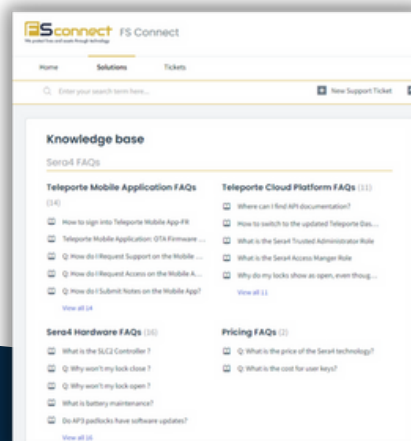 FSconnect FS Connect
We protect lives and assets through technology
Home Solutions Tickets
Enter your search term here...
New Support Ticket
Knowledge base
Sera4 FAQs
Teleporte Mobile Application FAQs (14)
How to sign into Teleporte Mobile App-FR
Teleporte Mobile Application: OTA Firmware ...
Q: How do I Request Support on the Mobile ...
Q: How do I Request Access on the Mobile A...
Q: How do I Submit Notes on the Mobile App?
View all 14
Teleporte Cloud Platform FAQs (11)
Where can I find API documentation?
How to switch to the updated Teleporte Das...
What is the Sera4 Trusted Administrator Role
What is the Sera4 Access Manger Role
Why do my locks show as open, even thoug...
View all 11
Sera4 Hardware FAQs (16)
What is the SLC2 Controller ?
Q: Why won't my lock close ?
Q: Why won't my lock open ?
What is battery maintenance?
Do AP3 padlocks have software updates?
View all 16
Pricing FAQs (2)
Q: What is the price of the Sera4 technology?
Q: What is the cost for user keys?